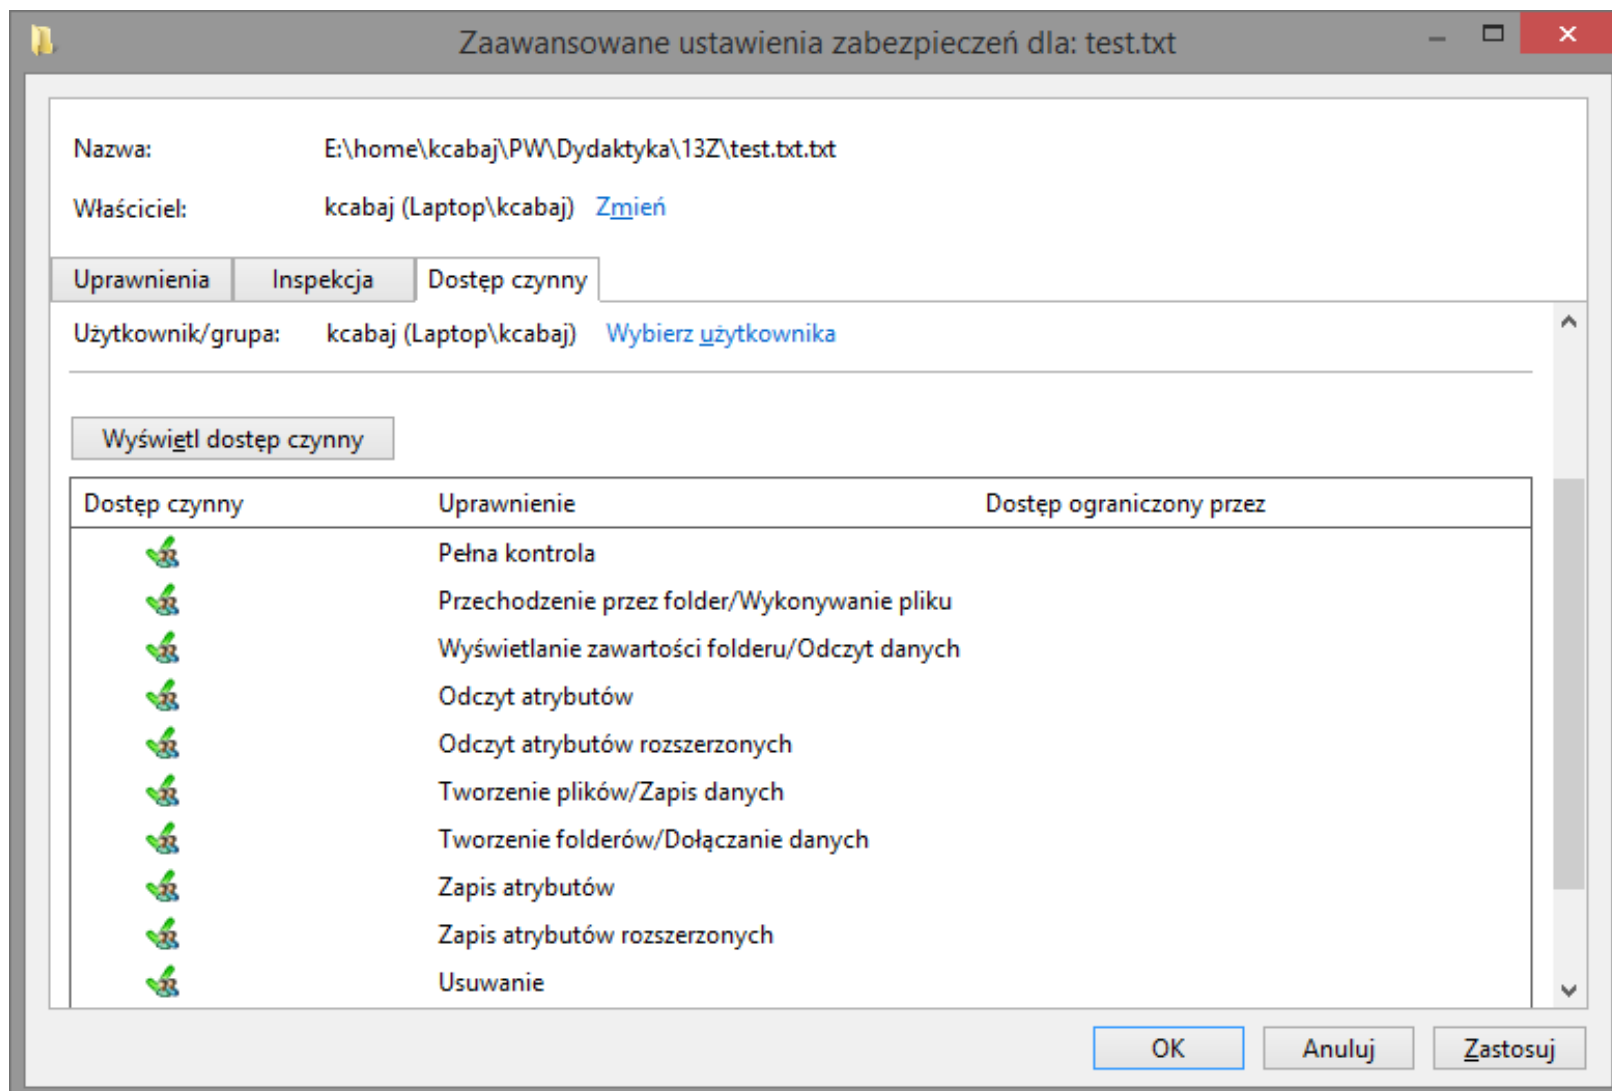 Zaawansowane ustawienia zabezpieczeń dla: test.txt
Nazwa: E:\home\kcabaj\PW\Dydaktyka\13Z\test.txt.txt
Właściciel: kcabaj (Laptop\kcabaj) Zmień
Uprawnienia Inspekcja Dostęp czynny
Użytkownik/grupa: kcabaj (Laptop\kcabaj) Wybierz użytkownika
Wyświetl dostęp czynny
Dostęp czynny Uprawnienie Dostęp ograniczony przez
Pełna kontrola
Przechodzenie przez folder/Wykonywanie pliku
Wyświetlanie zawartości folderu/Odczyt danych
Odczyt atrybutów
Odczyt atrybutów rozszerzonych
Tworzenie plików/Zapis danych
Tworzenie folderów/Dołączanie danych
Zapis atrybutów
Zapis atrybutów rozszerzonych
Usuwanie
OK Anuluj Zastosuj